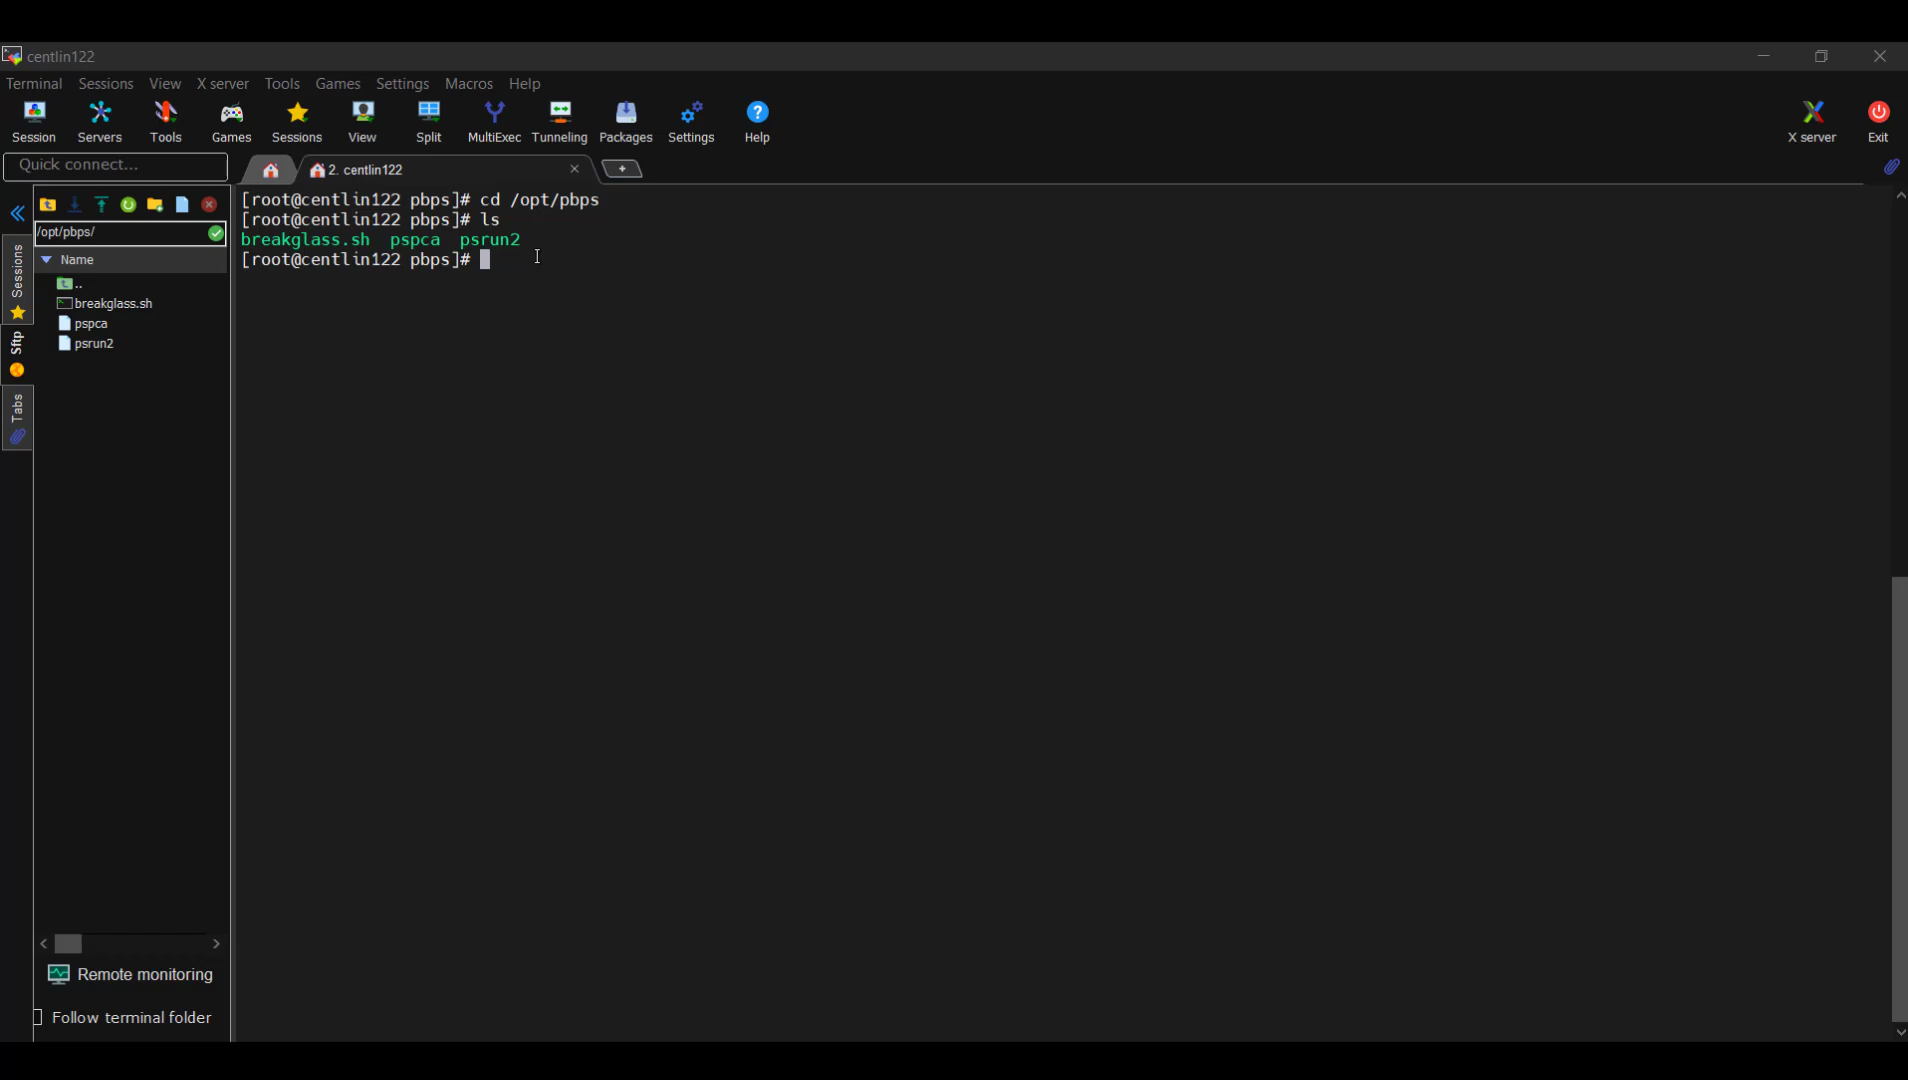 centlin122
Terminal Sessions View X server Tools Games Settings Macros Help
Session Servers Tools Games Sessions View Split MultiExec Tunneling Packages Settings Help X server Exit
Quick connect...
2. centlin122
/opt/pbps/
Name
..
breakglass.sh
pspca
psrun2
Sessions
Sftp
Tabs
[root@centlin122 pbps]# cd /opt/pbps
[root@centlin122 pbps]# ls
breakglass.sh pspca psrun2
[root@centlin122 pbps]#
Remote monitoring
Follow terminal folder